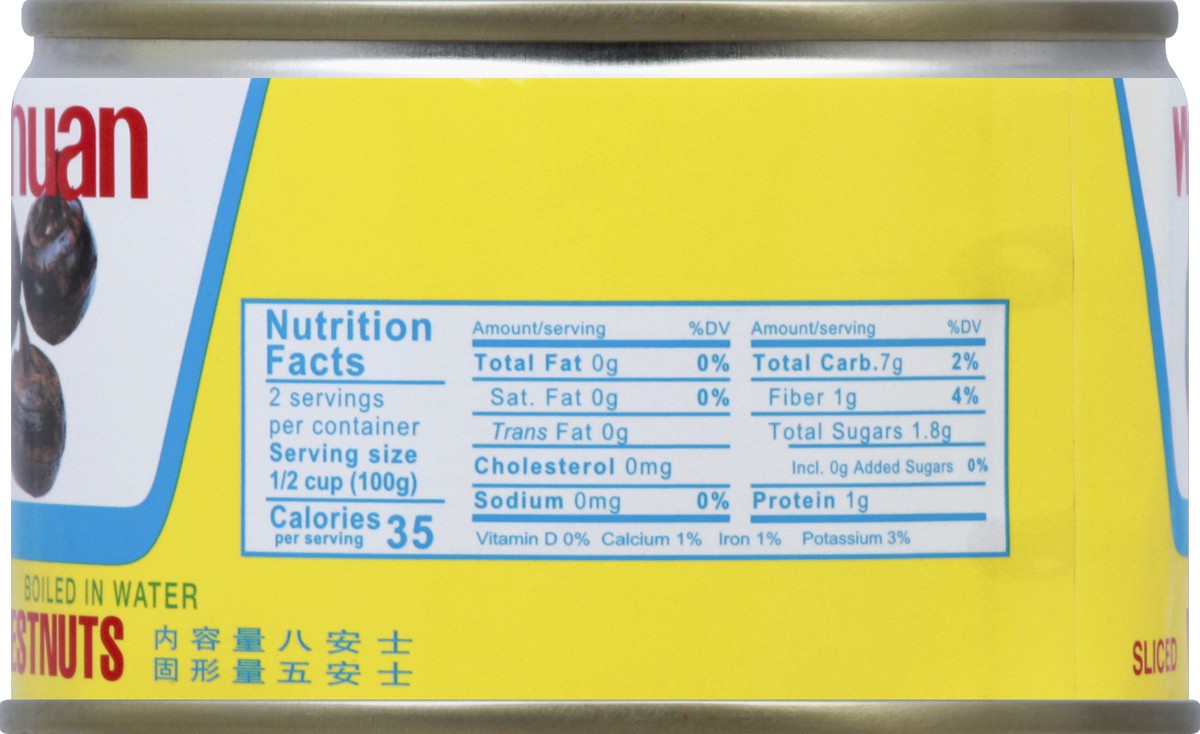 huan
Nutrition
Facts
2 servings
per container
Serving size
1/2 cup (100g)
Calories 35
per serving
Amount/serving %DV
Total Fat 0g 0%
Sat. Fat 0g 0%
Trans Fat 0g
Cholesterol 0mg
Sodium 0mg 0%
Amount/serving %DV
Total Carb.7g 2%
Fiber 1g 4%
Total Sugars 1.8g
Incl. 0g Added Sugars 0%
Protein 1g
Vitamin D 0% Calcium 1% Iron 1% Potassium 3%
BOILED IN WATER
ESTNUTS
内容量八安士
固形量五安士
SLICED